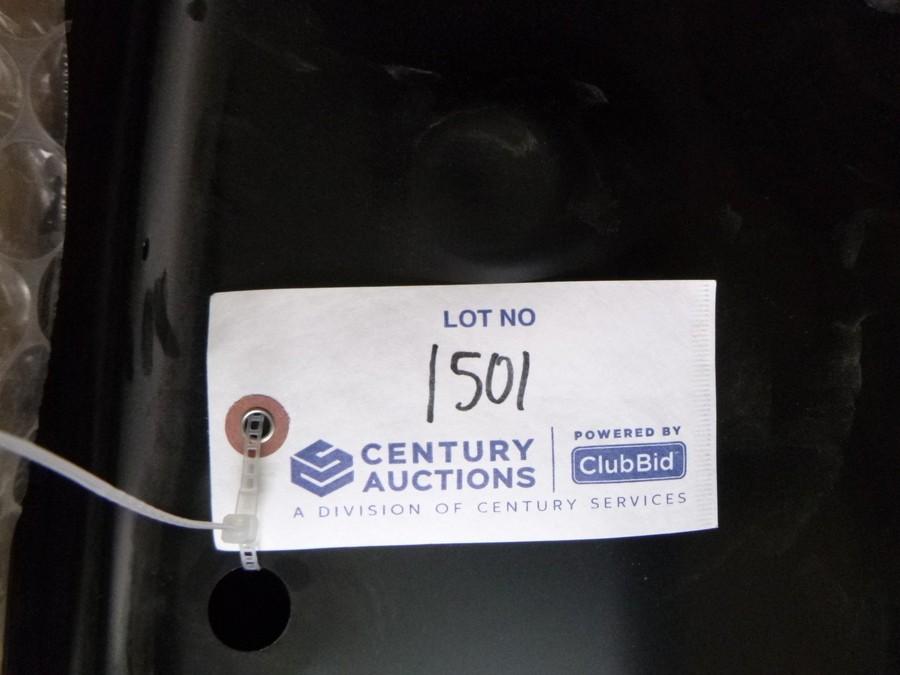 LOT NO
1501
CENTURY
AUCTIONS
POWERED BY
ClubBid
A DIVISION OF CENTURY SERVICES